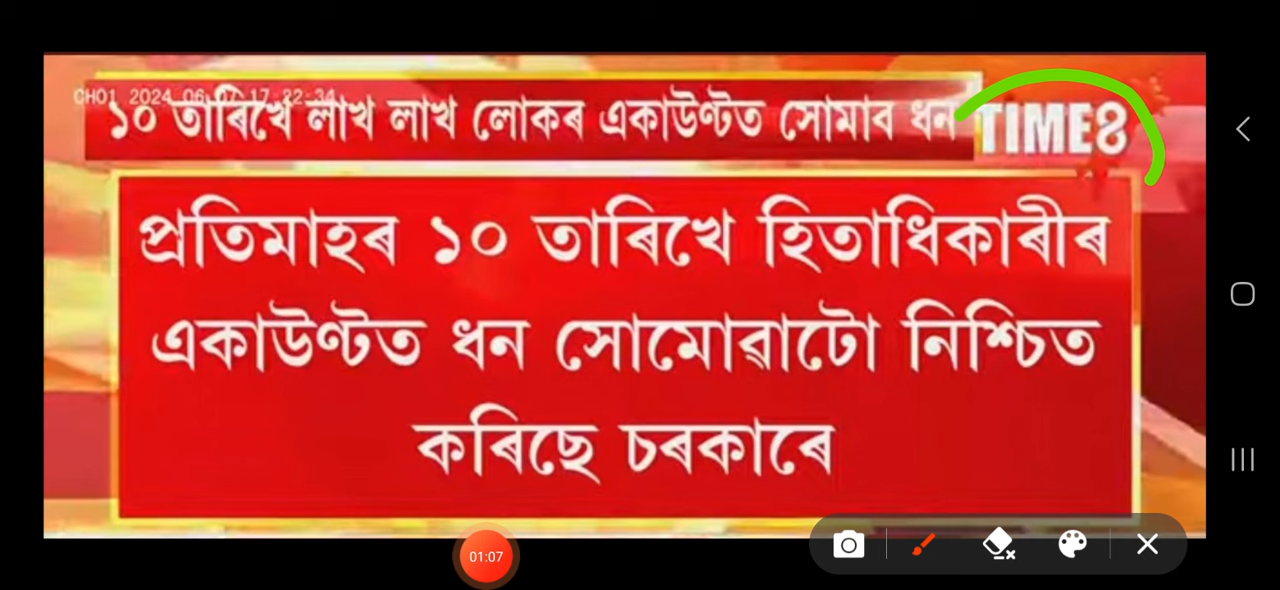 CH01 2024 06 07 17:22:34
১০ তাৰিখে লাখ লাখ লোকৰ একাউণ্টত সোমাব ধন
TIME8
প্ৰতিমাহৰ ১০ তাৰিখে হিতাধিকাৰীৰ
একাউণ্টত ধন সোমোৱাটো নিশ্চিত
কৰিছে চৰকাৰে
01:07